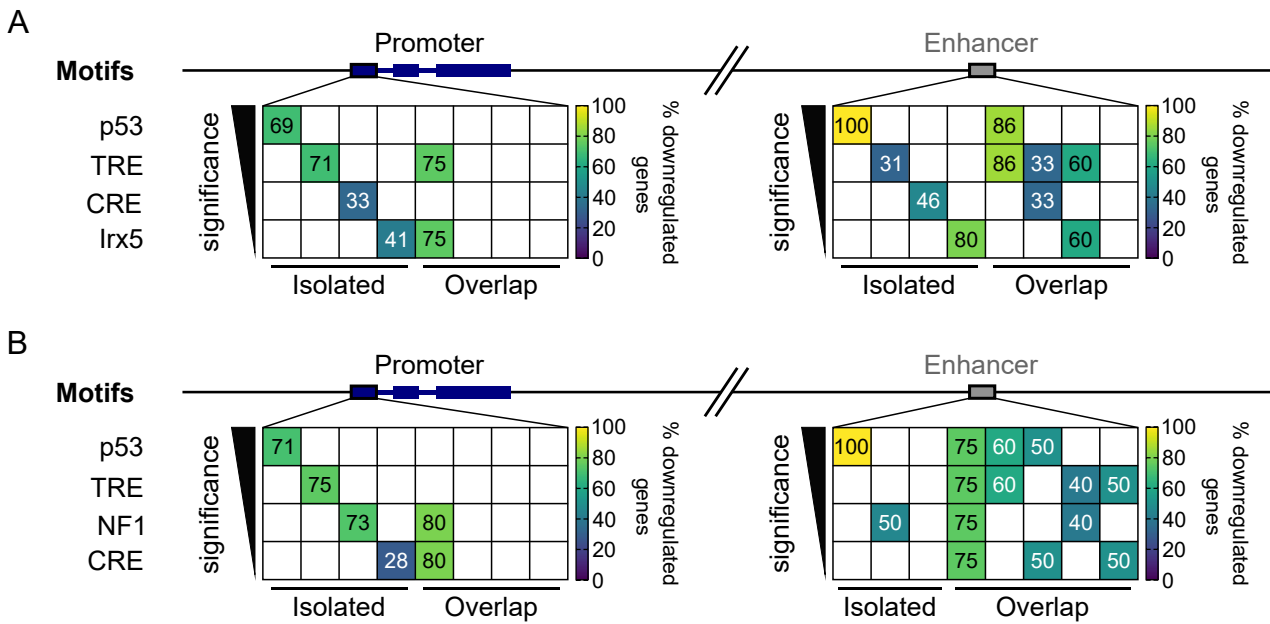 A
Promoter
Enhancer
Motifs
p53
TRE
CRE
Irx5
significance
69
71 75
33
41 75
100
80
60
40
20
0
% downregulated
genes
Isolated Overlap
significance
100 86
31 86 33 60
46 33
80 60
100
80
60
40
20
0
% downregulated
genes
Isolated Overlap
B
Promoter
Enhancer
Motifs
p53
TRE
NF1
CRE
significance
71
75
73 80
28 80
100
80
60
40
20
0
% downregulated
genes
Isolated Overlap
significance
100 75 60 50
75 60 40 50
50 75 40
75 50 50
100
80
60
40
20
0
% downregulated
genes
Isolated Overlap